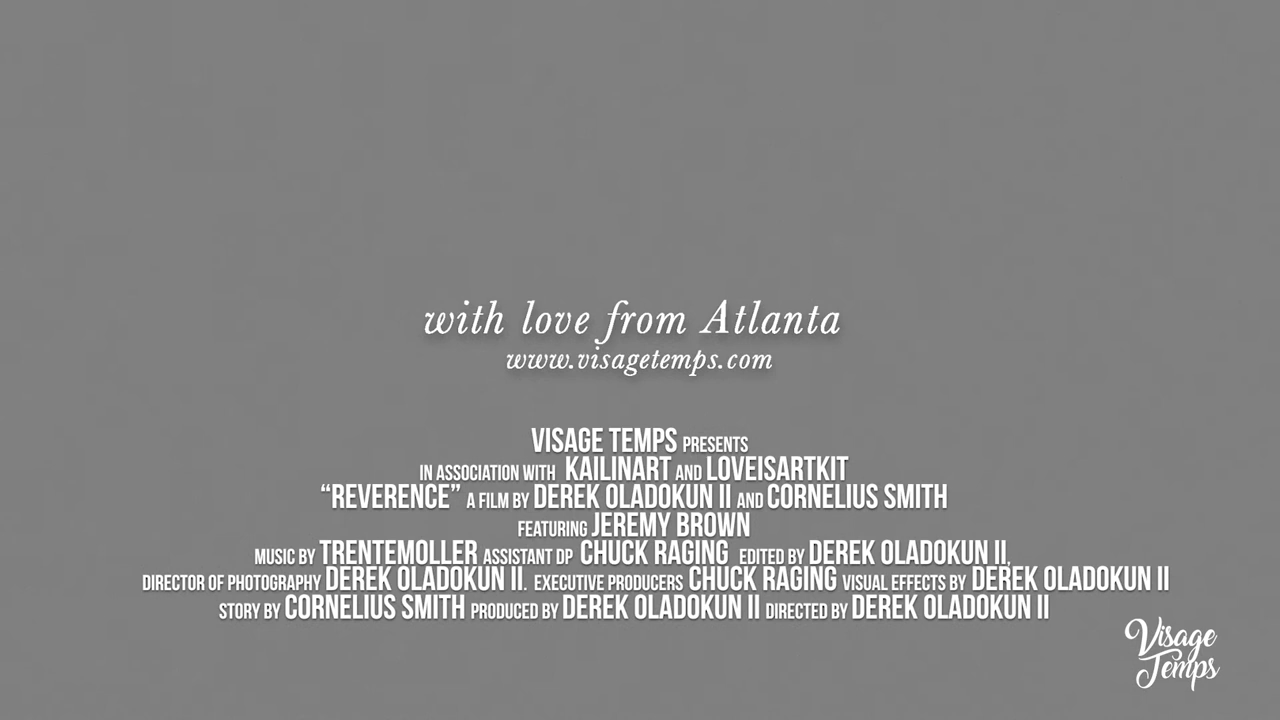 with love from Atlanta
www.visagetemps.com
VISAGE TEMPS PRESENTS
IN ASSOCIATION WITH KAILINART AND LOVEISARTKIT
“REVERENCE” A FILM BY DEREK OLADOKUN II AND CORNELIUS SMITH
FEATURING JEREMY BROWN
MUSIC BY TRENTEMOLLER ASSISTANT DP CHUCK RAGING EDITED BY DEREK OLADOKUN II.
DIRECTOR OF PHOTOGRAPHY DEREK OLADOKUN II. EXECUTIVE PRODUCERS CHUCK RAGING VISUAL EFFECTS BY DEREK OLADOKUN II
STORY BY CORNELIUS SMITH PRODUCED BY DEREK OLADOKUN II DIRECTED BY DEREK OLADOKUN II
Visage
Temps